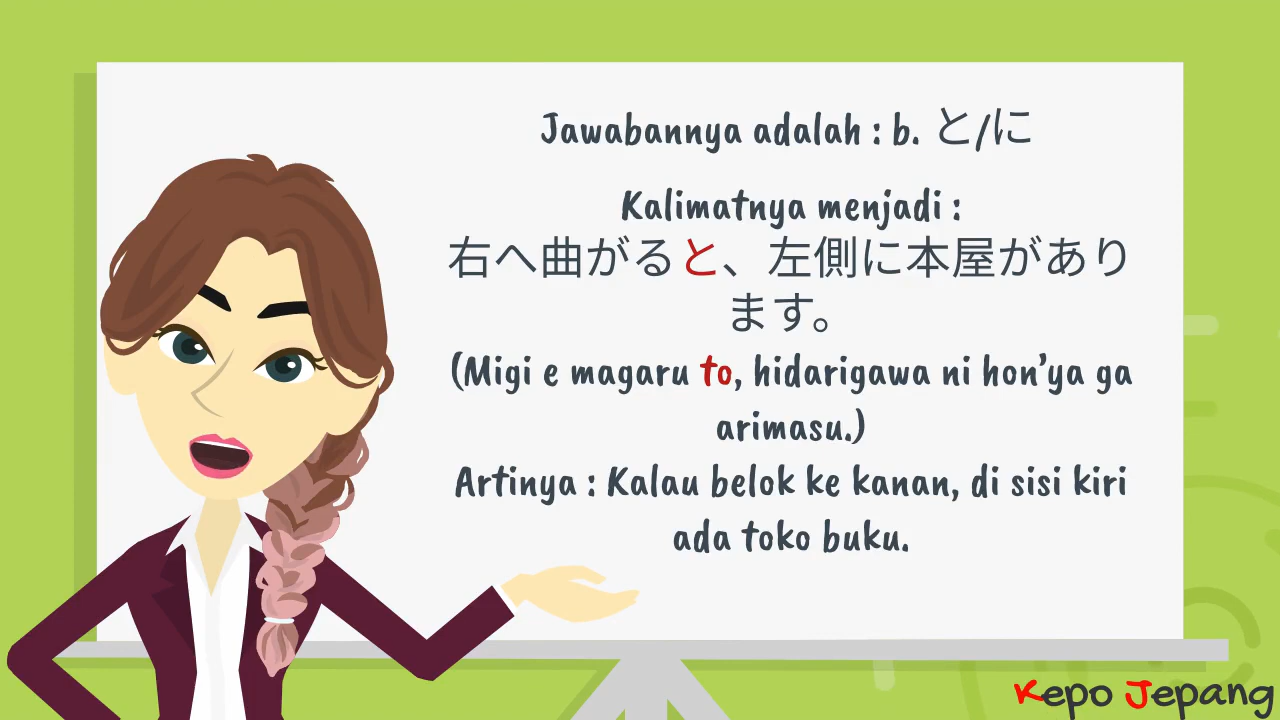 Jawabannya adalah : b. と/に
Kalimatnya menjadi :
右へ曲がると、左側に本屋があり
ます。
(Migi e magaru to, hidarigawa ni hon’ya ga
arimasu.)
Artinya : Kalau belok ke kanan, di sisi kiri
ada toko buku.
Kepo Jepang